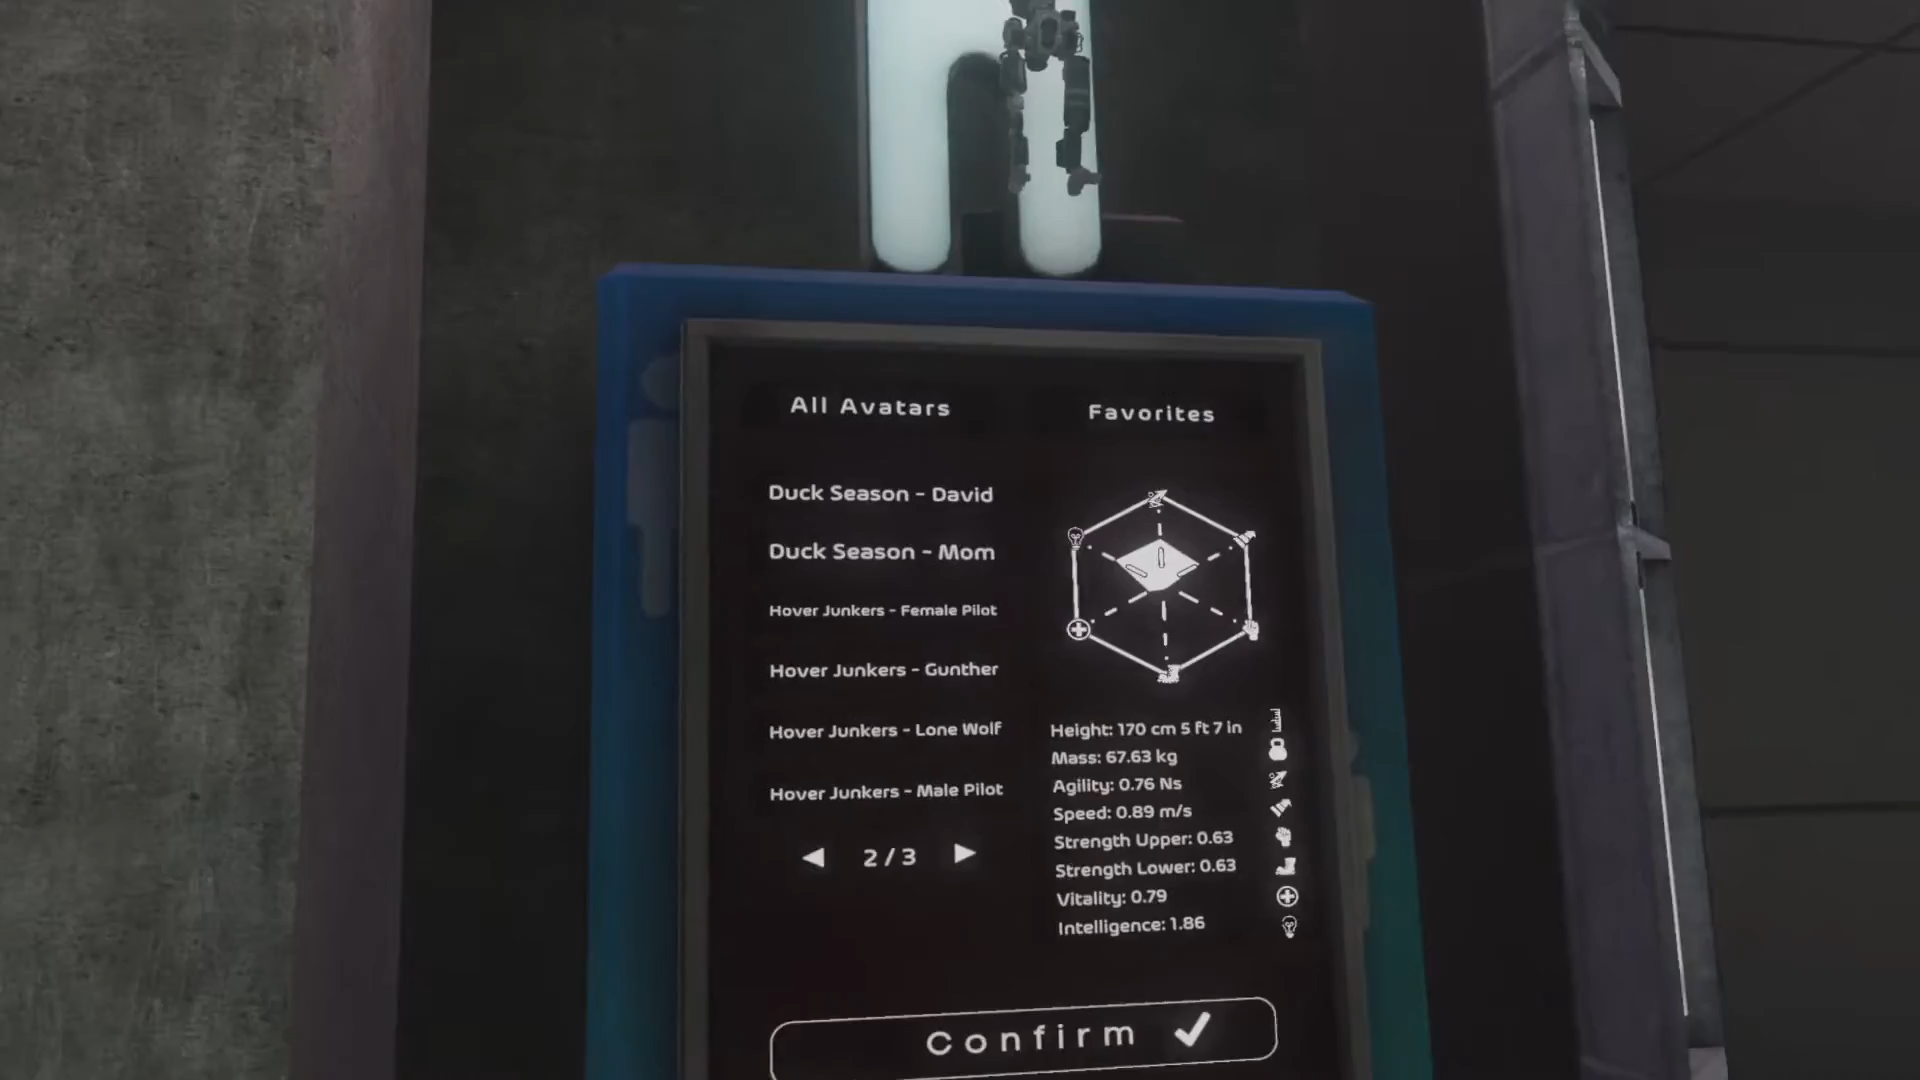 All Avatars
Favorites
Duck Season - David
Duck Season - Mom
Hover Junkers - Female Pilot
Hover Junkers - Gunther
Hover Junkers - Lone Wolf
Hover Junkers - Male Pilot
2/3
Height: 170 cm 5 ft 7 in
Mass: 67.63 kg
Agility: 0.76 Ns
Speed: 0.89 m/s
Strength Upper: 0.63
Strength Lower: 0.63
Vitality: 0.79
Intelligence: 1.86
Confirm